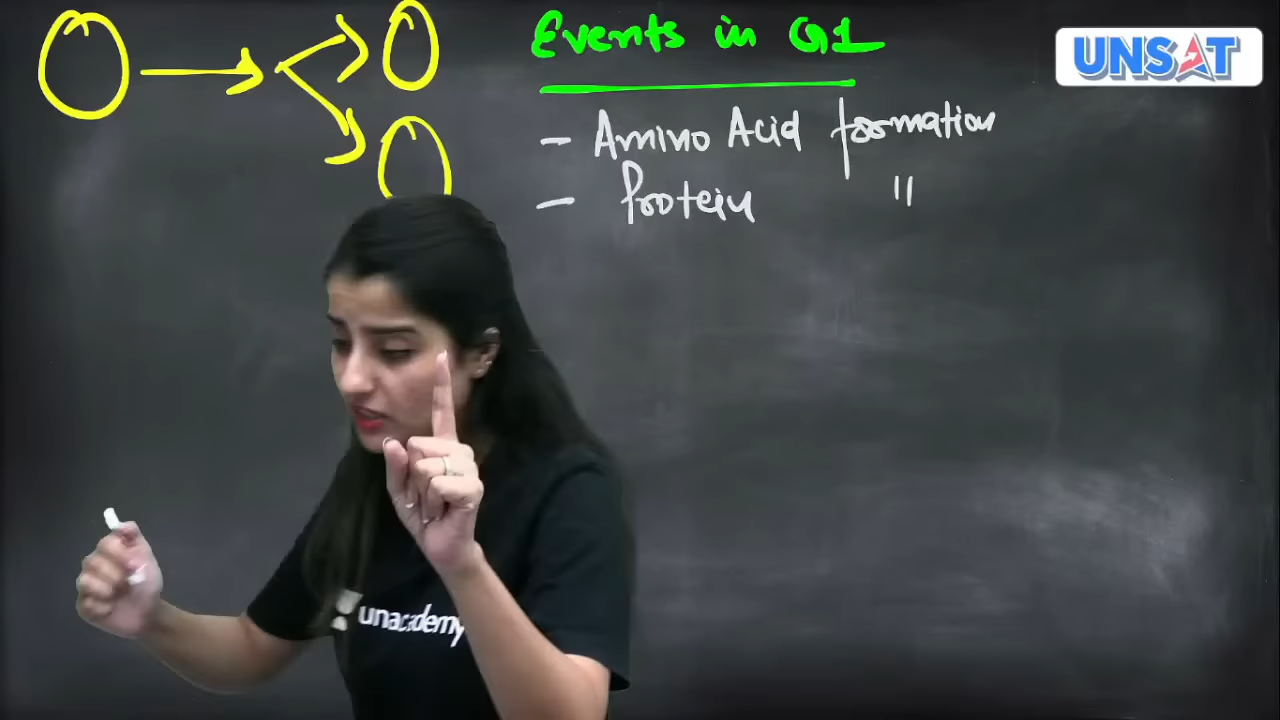 Events in G1
UNSAT
- Amino Acid formation
- Protein "
unacademy